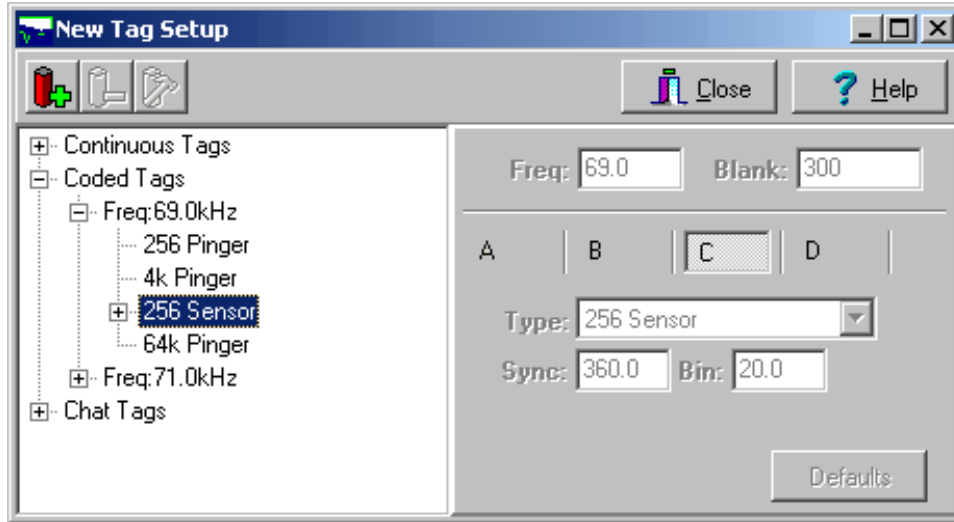 New Tag Setup
Close
Help
Continuous Tags
Coded Tags
Freq:69.0kHz
256 Pinger
4k Pinger
256 Sensor
64k Pinger
Freq:71.0kHz
Chat Tags
Freq: 69.0 Blank: 300
A B C D
Type: 256 Sensor
Sync: 360.0 Bin: 20.0
Defaults